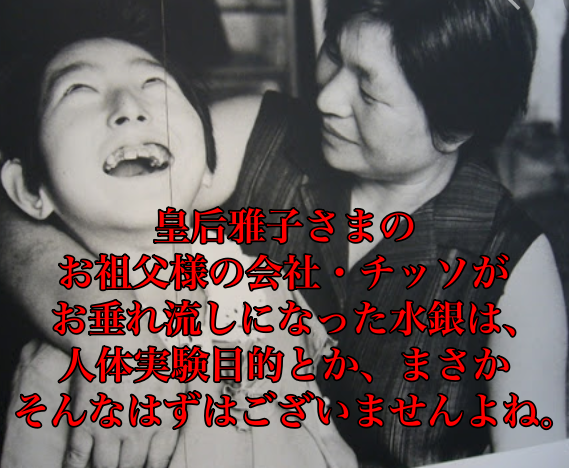 皇后雅子さまの
お祖父様の会社・チッソが
お垂れ流しになった水銀は、
人体実験目的とか、まさか
そんなはずはございませんよね。